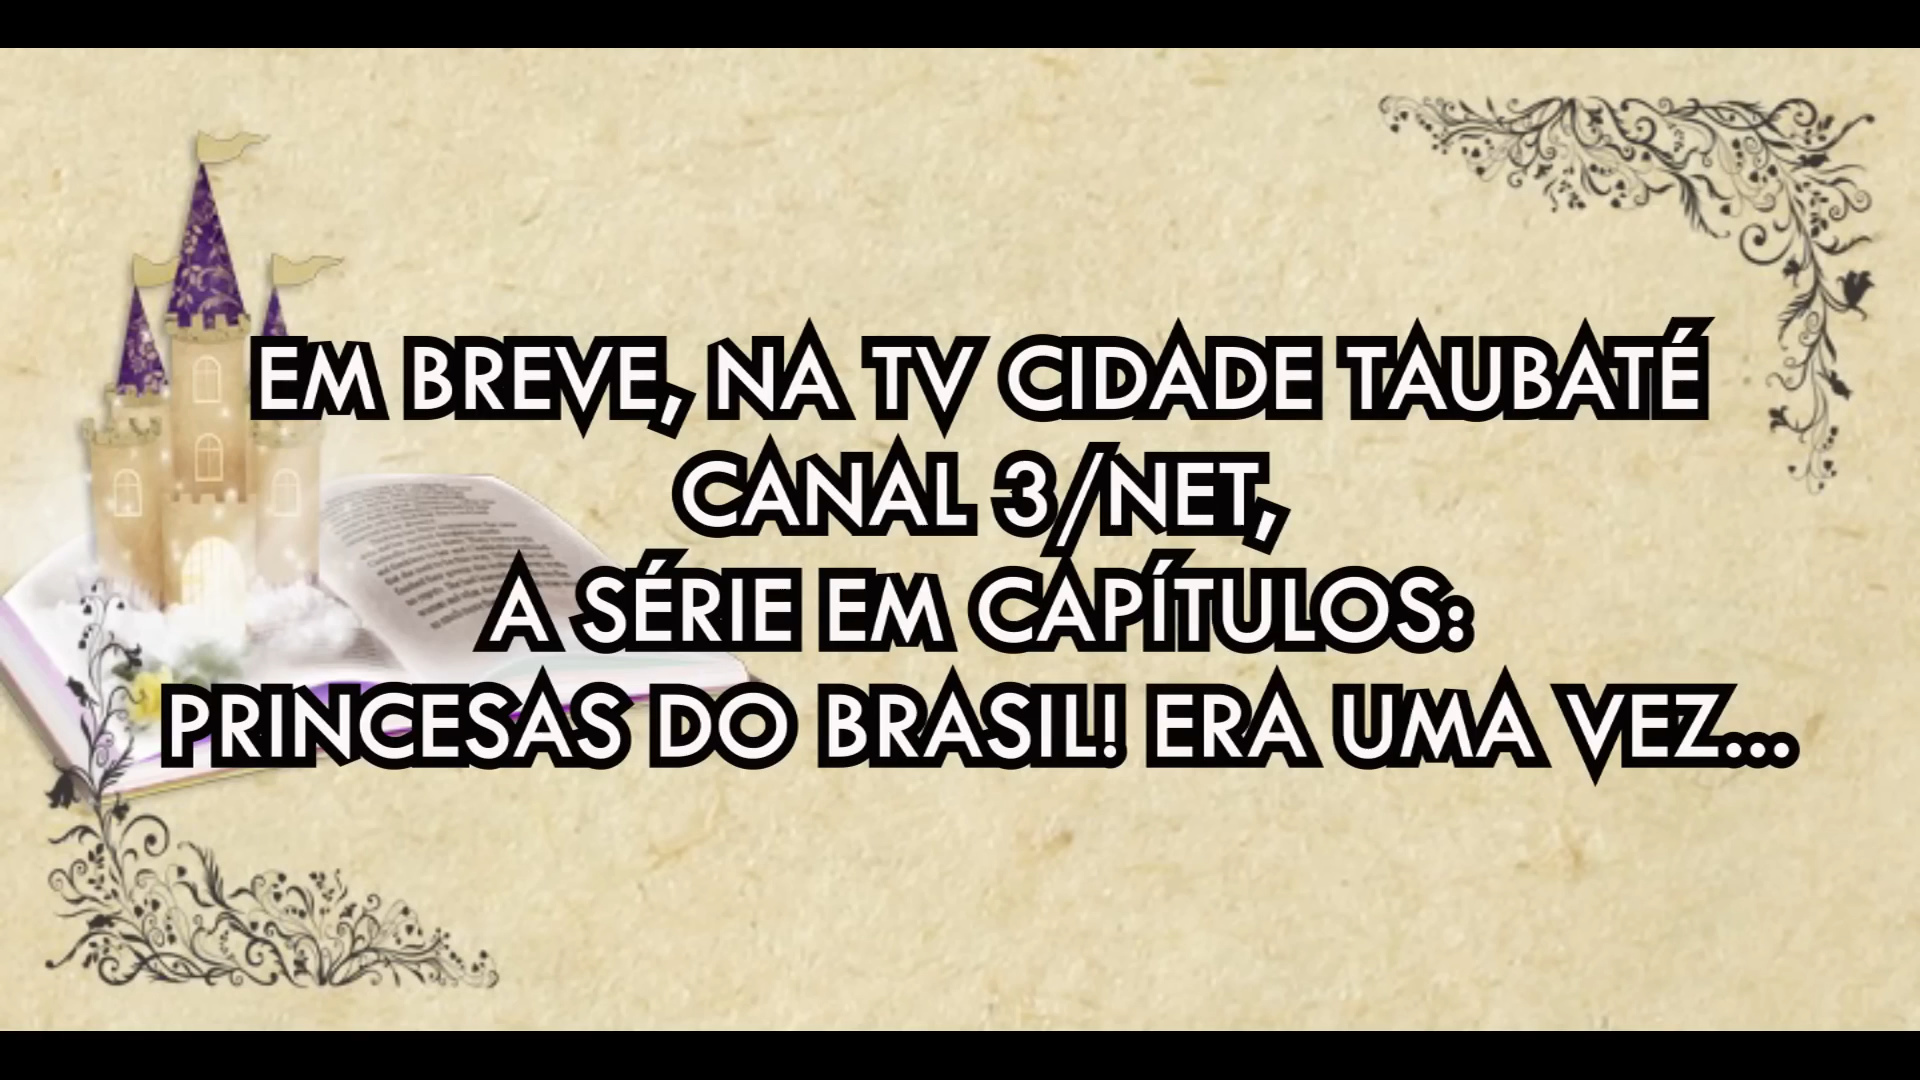 EM BREVE, NA TV CIDADE TAUBATÉ
CANAL 3/NET,
A SÉRIE EM CAPÍTULOS:
PRINCESAS DO BRASIL! ERA UMA VEZ...